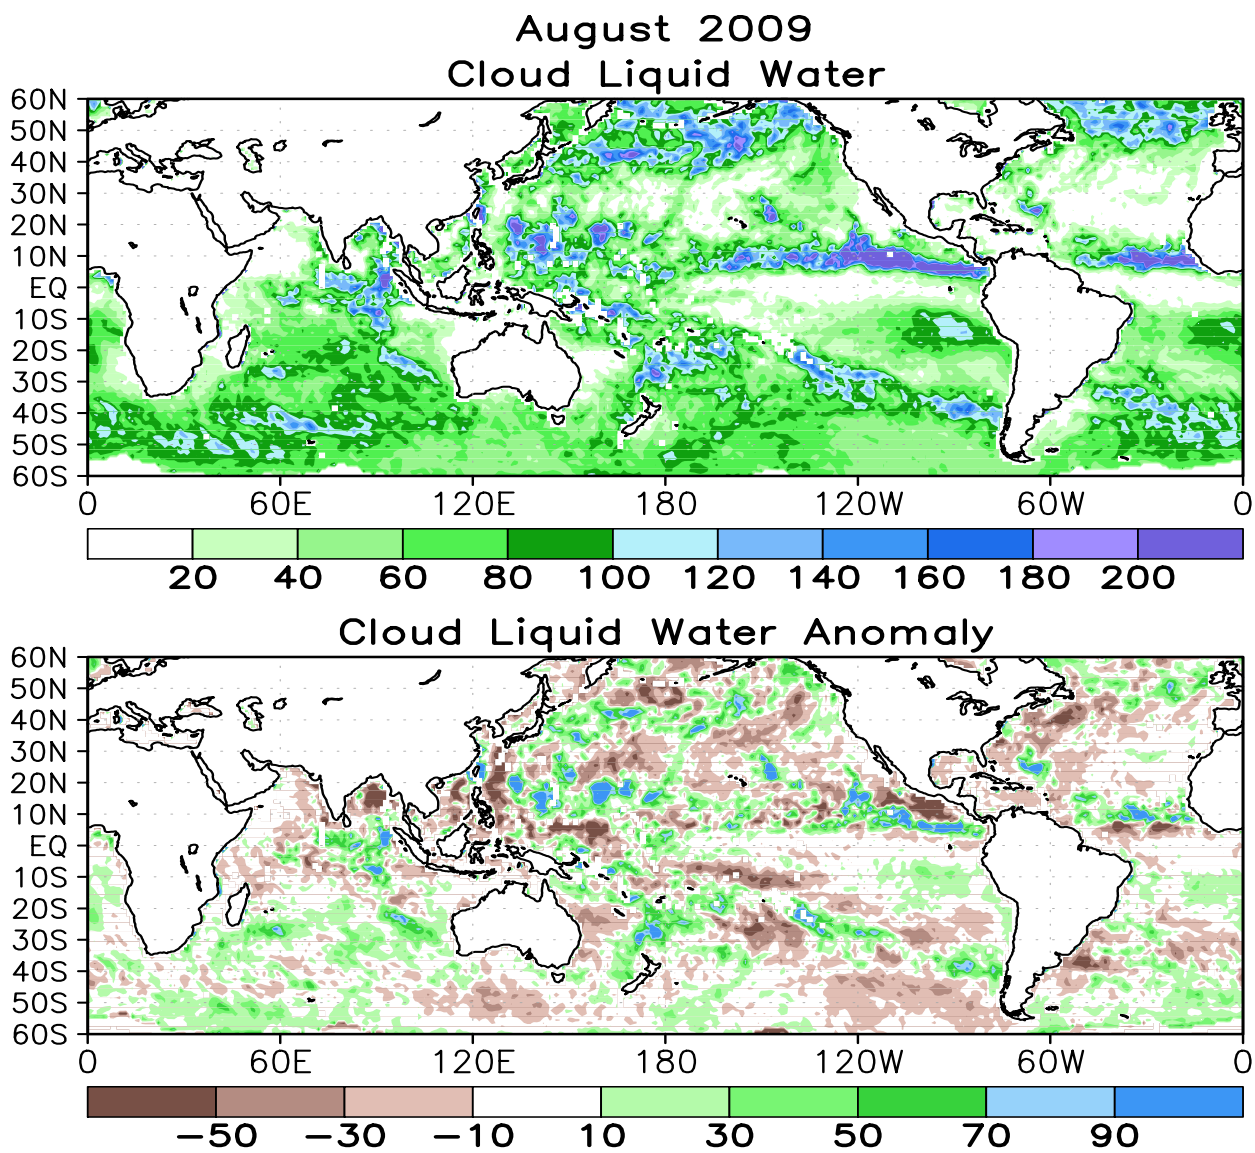 August 2009
Cloud Liquid Water
60N
50N
40N
30N
20N
10N
EQ
10S
20S
30S
40S
50S
60S
0 60E 120E 180 120W 60W 0
20 40 60 80 100 120 140 160 180 200
Cloud Liquid Water Anomaly
60N
50N
40N
30N
20N
10N
EQ
10S
20S
30S
40S
50S
60S
0 60E 120E 180 120W 60W 0
−50 −30 −10 10 30 50 70 90